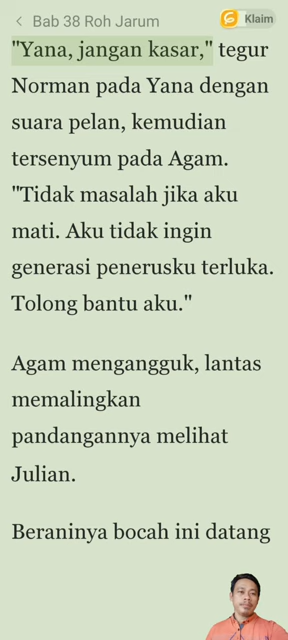 Bab 38 Roh Jarum
Klaim
"Yana, jangan kasar," tegur
Norman pada Yana dengan
suara pelan, kemudian
tersenyum pada Agam.
"Tidak masalah jika aku
mati. Aku tidak ingin
generasi penerusku terluka.
Tolong bantu aku."
Agam mengangguk, lantas
memalingkan
pandangannya melihat
Julian.
Beraninya bocah ini datang